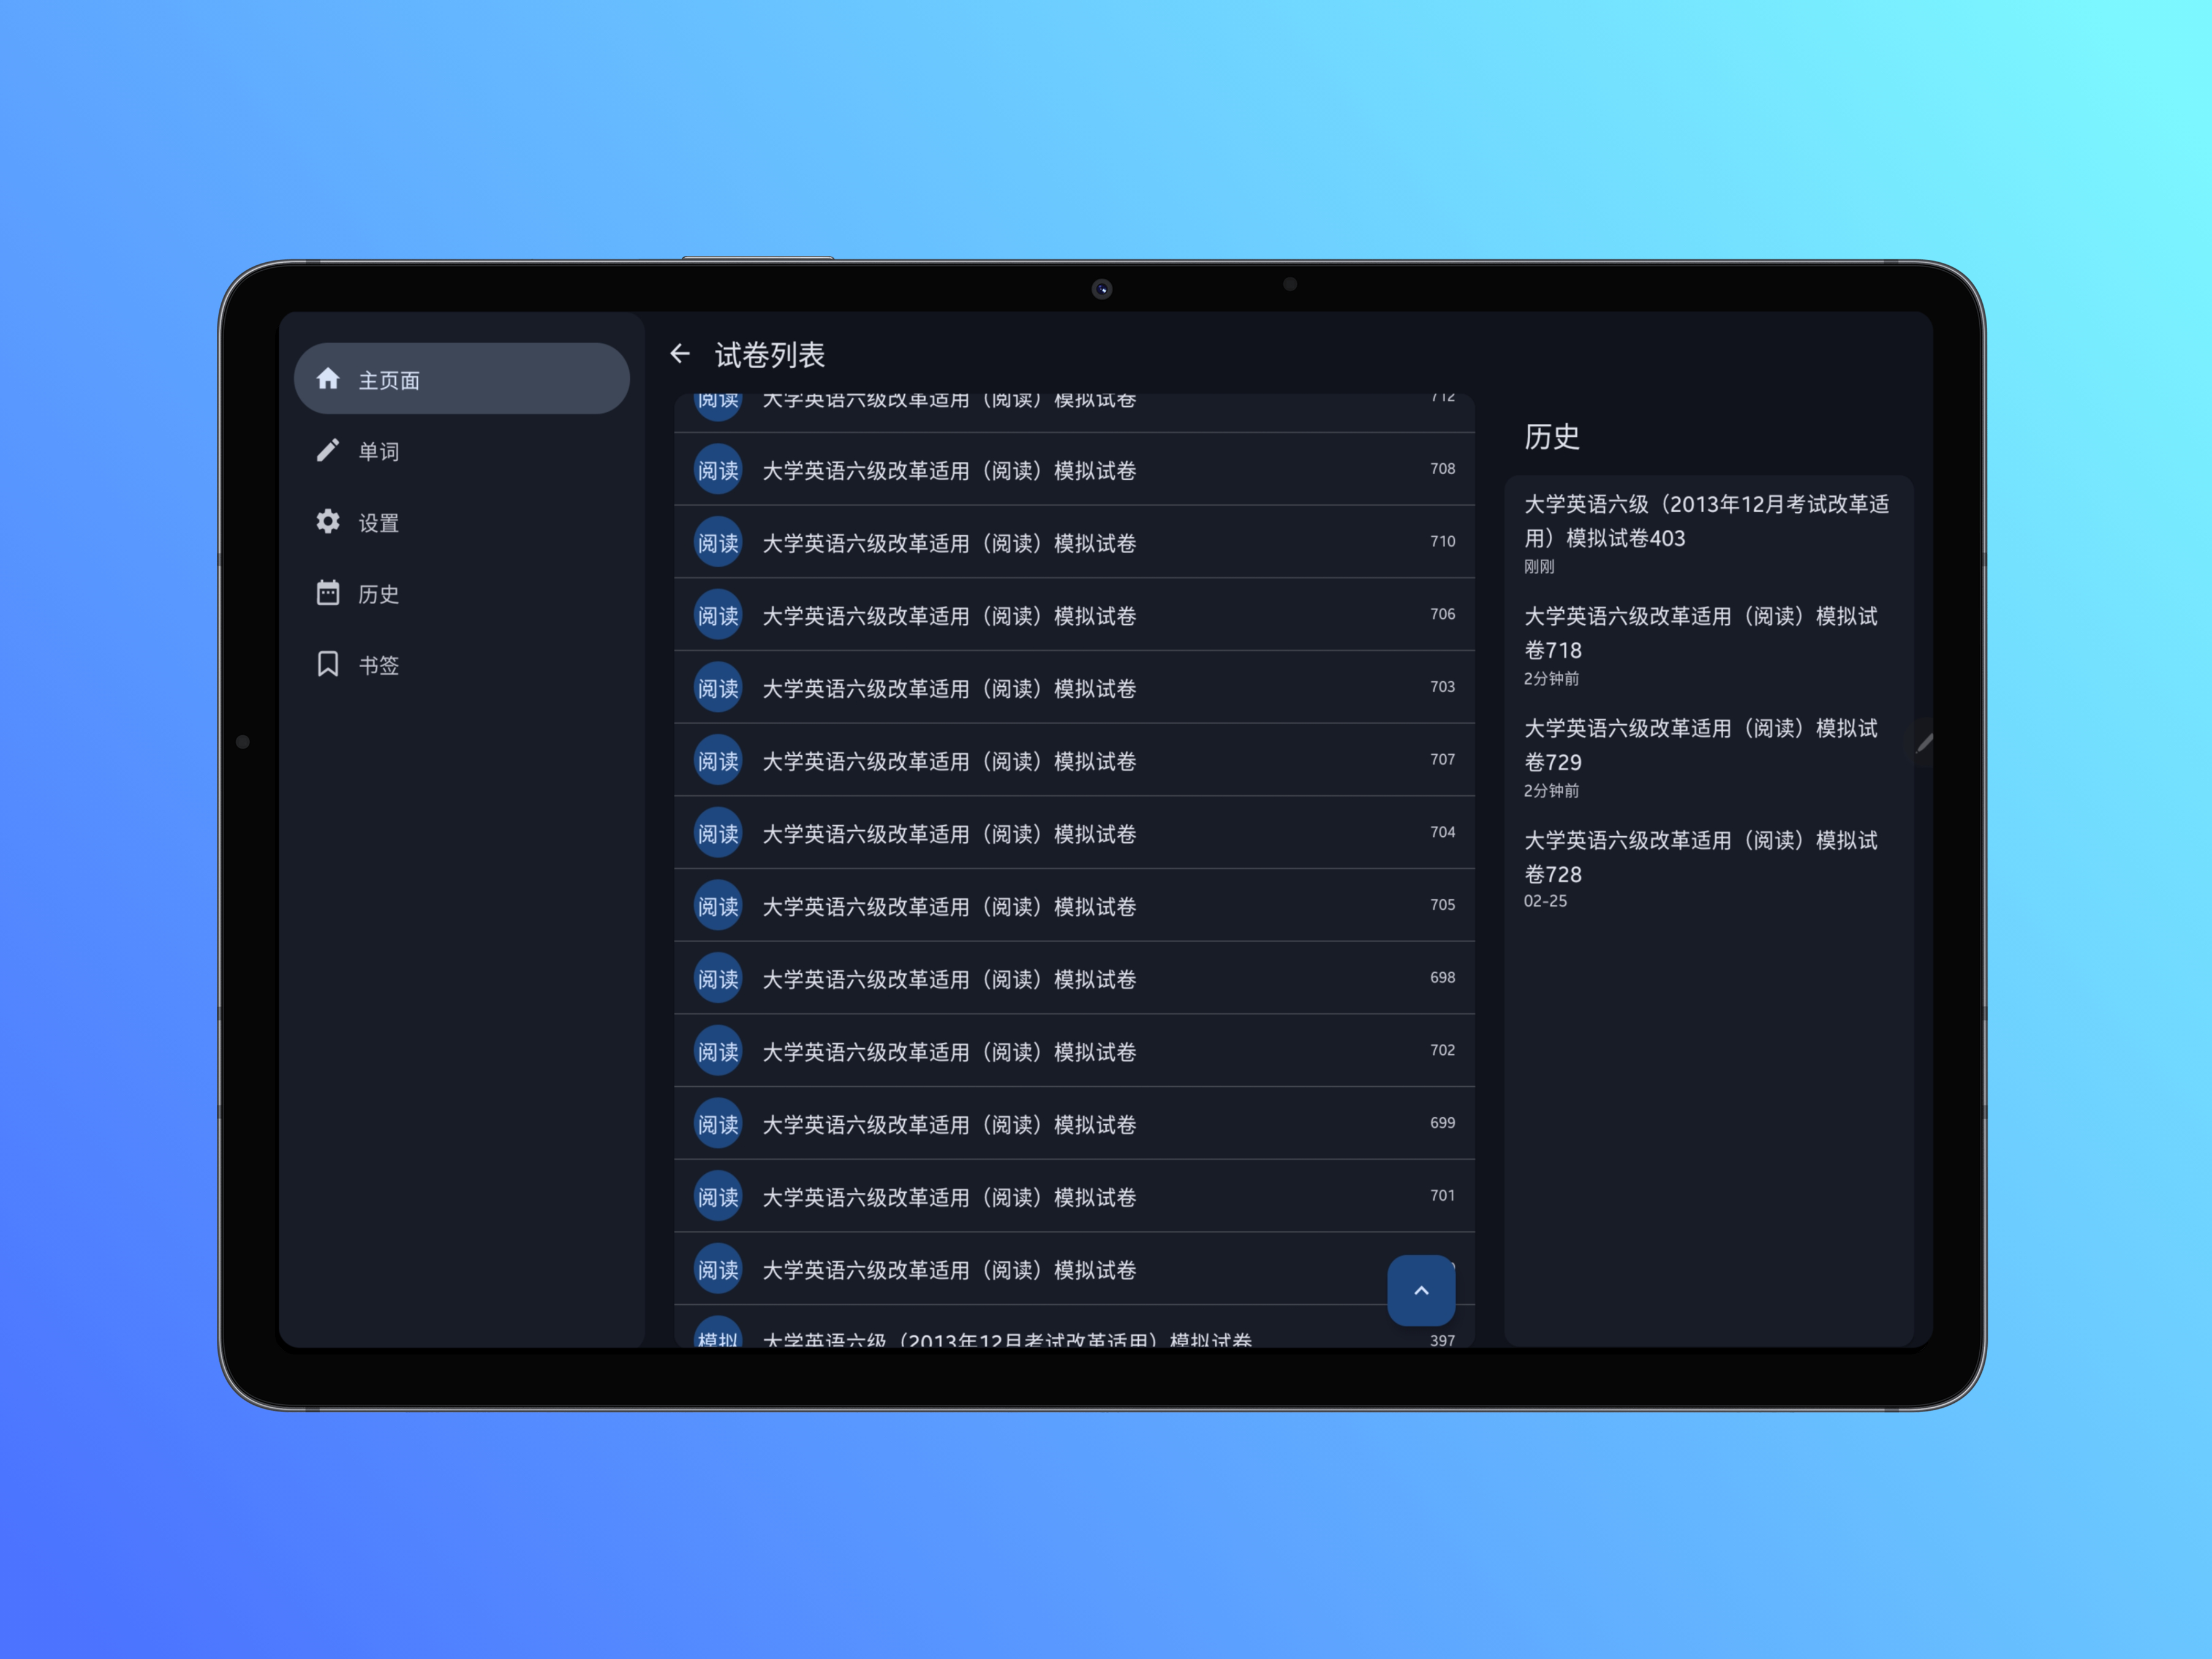 主页面
单词
设置
历史
书签
试卷列表
阅读 大学英语六级改革适用（阅读）模拟试卷 712
阅读 大学英语六级改革适用（阅读）模拟试卷 708
阅读 大学英语六级改革适用（阅读）模拟试卷 710
阅读 大学英语六级改革适用（阅读）模拟试卷 706
阅读 大学英语六级改革适用（阅读）模拟试卷 703
阅读 大学英语六级改革适用（阅读）模拟试卷 707
阅读 大学英语六级改革适用（阅读）模拟试卷 704
阅读 大学英语六级改革适用（阅读）模拟试卷 705
阅读 大学英语六级改革适用（阅读）模拟试卷 698
阅读 大学英语六级改革适用（阅读）模拟试卷 702
阅读 大学英语六级改革适用（阅读）模拟试卷 699
阅读 大学英语六级改革适用（阅读）模拟试卷 701
阅读 大学英语六级改革适用（阅读）模拟试卷
模拟 大学英语六级（2013年12月考试改革适用）模拟试卷 397
历史
大学英语六级（2013年12月考试改革适
用）模拟试卷403
刚刚
大学英语六级改革适用（阅读）模拟试
卷718
2分钟前
大学英语六级改革适用（阅读）模拟试
卷729
2分钟前
大学英语六级改革适用（阅读）模拟试
卷728
02-25